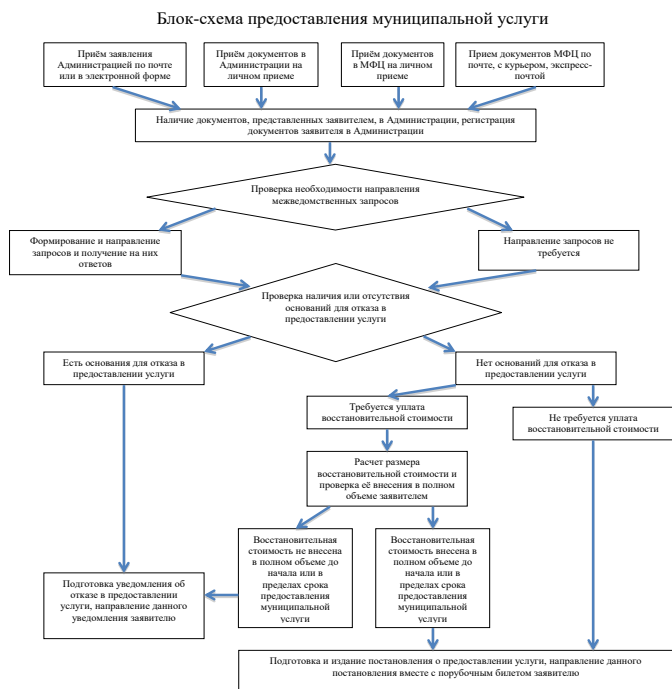 Блок-схема предоставления муниципальной услуги
Приём заявления
Администрацией по почте
или в электронной форме
Приём документов в
Администрации на
личном приеме
Приём документов
в МФЦ на личном
приеме
Прием документов МФЦ по
почте, с курьером, экспресс-
почтой
Наличие документов, представленных заявителем, в Администрации, регистрация
документов заявителя в Администрации
Проверка необходимости направления
межведомственных запросов
Формирование и направление
запросов и получение на них
ответов
Направление запросов не
требуется
Проверка наличия или отсутствия
оснований для отказа в
предоставлении услуги
Есть основания для отказа в
предоставлении услуги
Нет оснований для отказа в
предоставлении услуги
Требуется уплата
восстановительной стоимости
Не требуется уплата
восстановительной стоимости
Расчет размера
восстановительной стоимости и
проверка её внесения в полном
объеме заявителем
Восстановительная
стоимость не внесена
в полном объеме до
начала или в
пределах срока
предоставления
муниципальной
услуги
Восстановительная
стоимость внесена в
полном объеме до
начала или в
пределах срока
предоставления
муниципальной
услуги
Подготовка уведомления об
отказе в предоставлении
услуги, направление данного
уведомления заявителю
Подготовка и издание постановления о предоставлении услуги, направление данного
постановления вместе с порубочным билетом заявителю